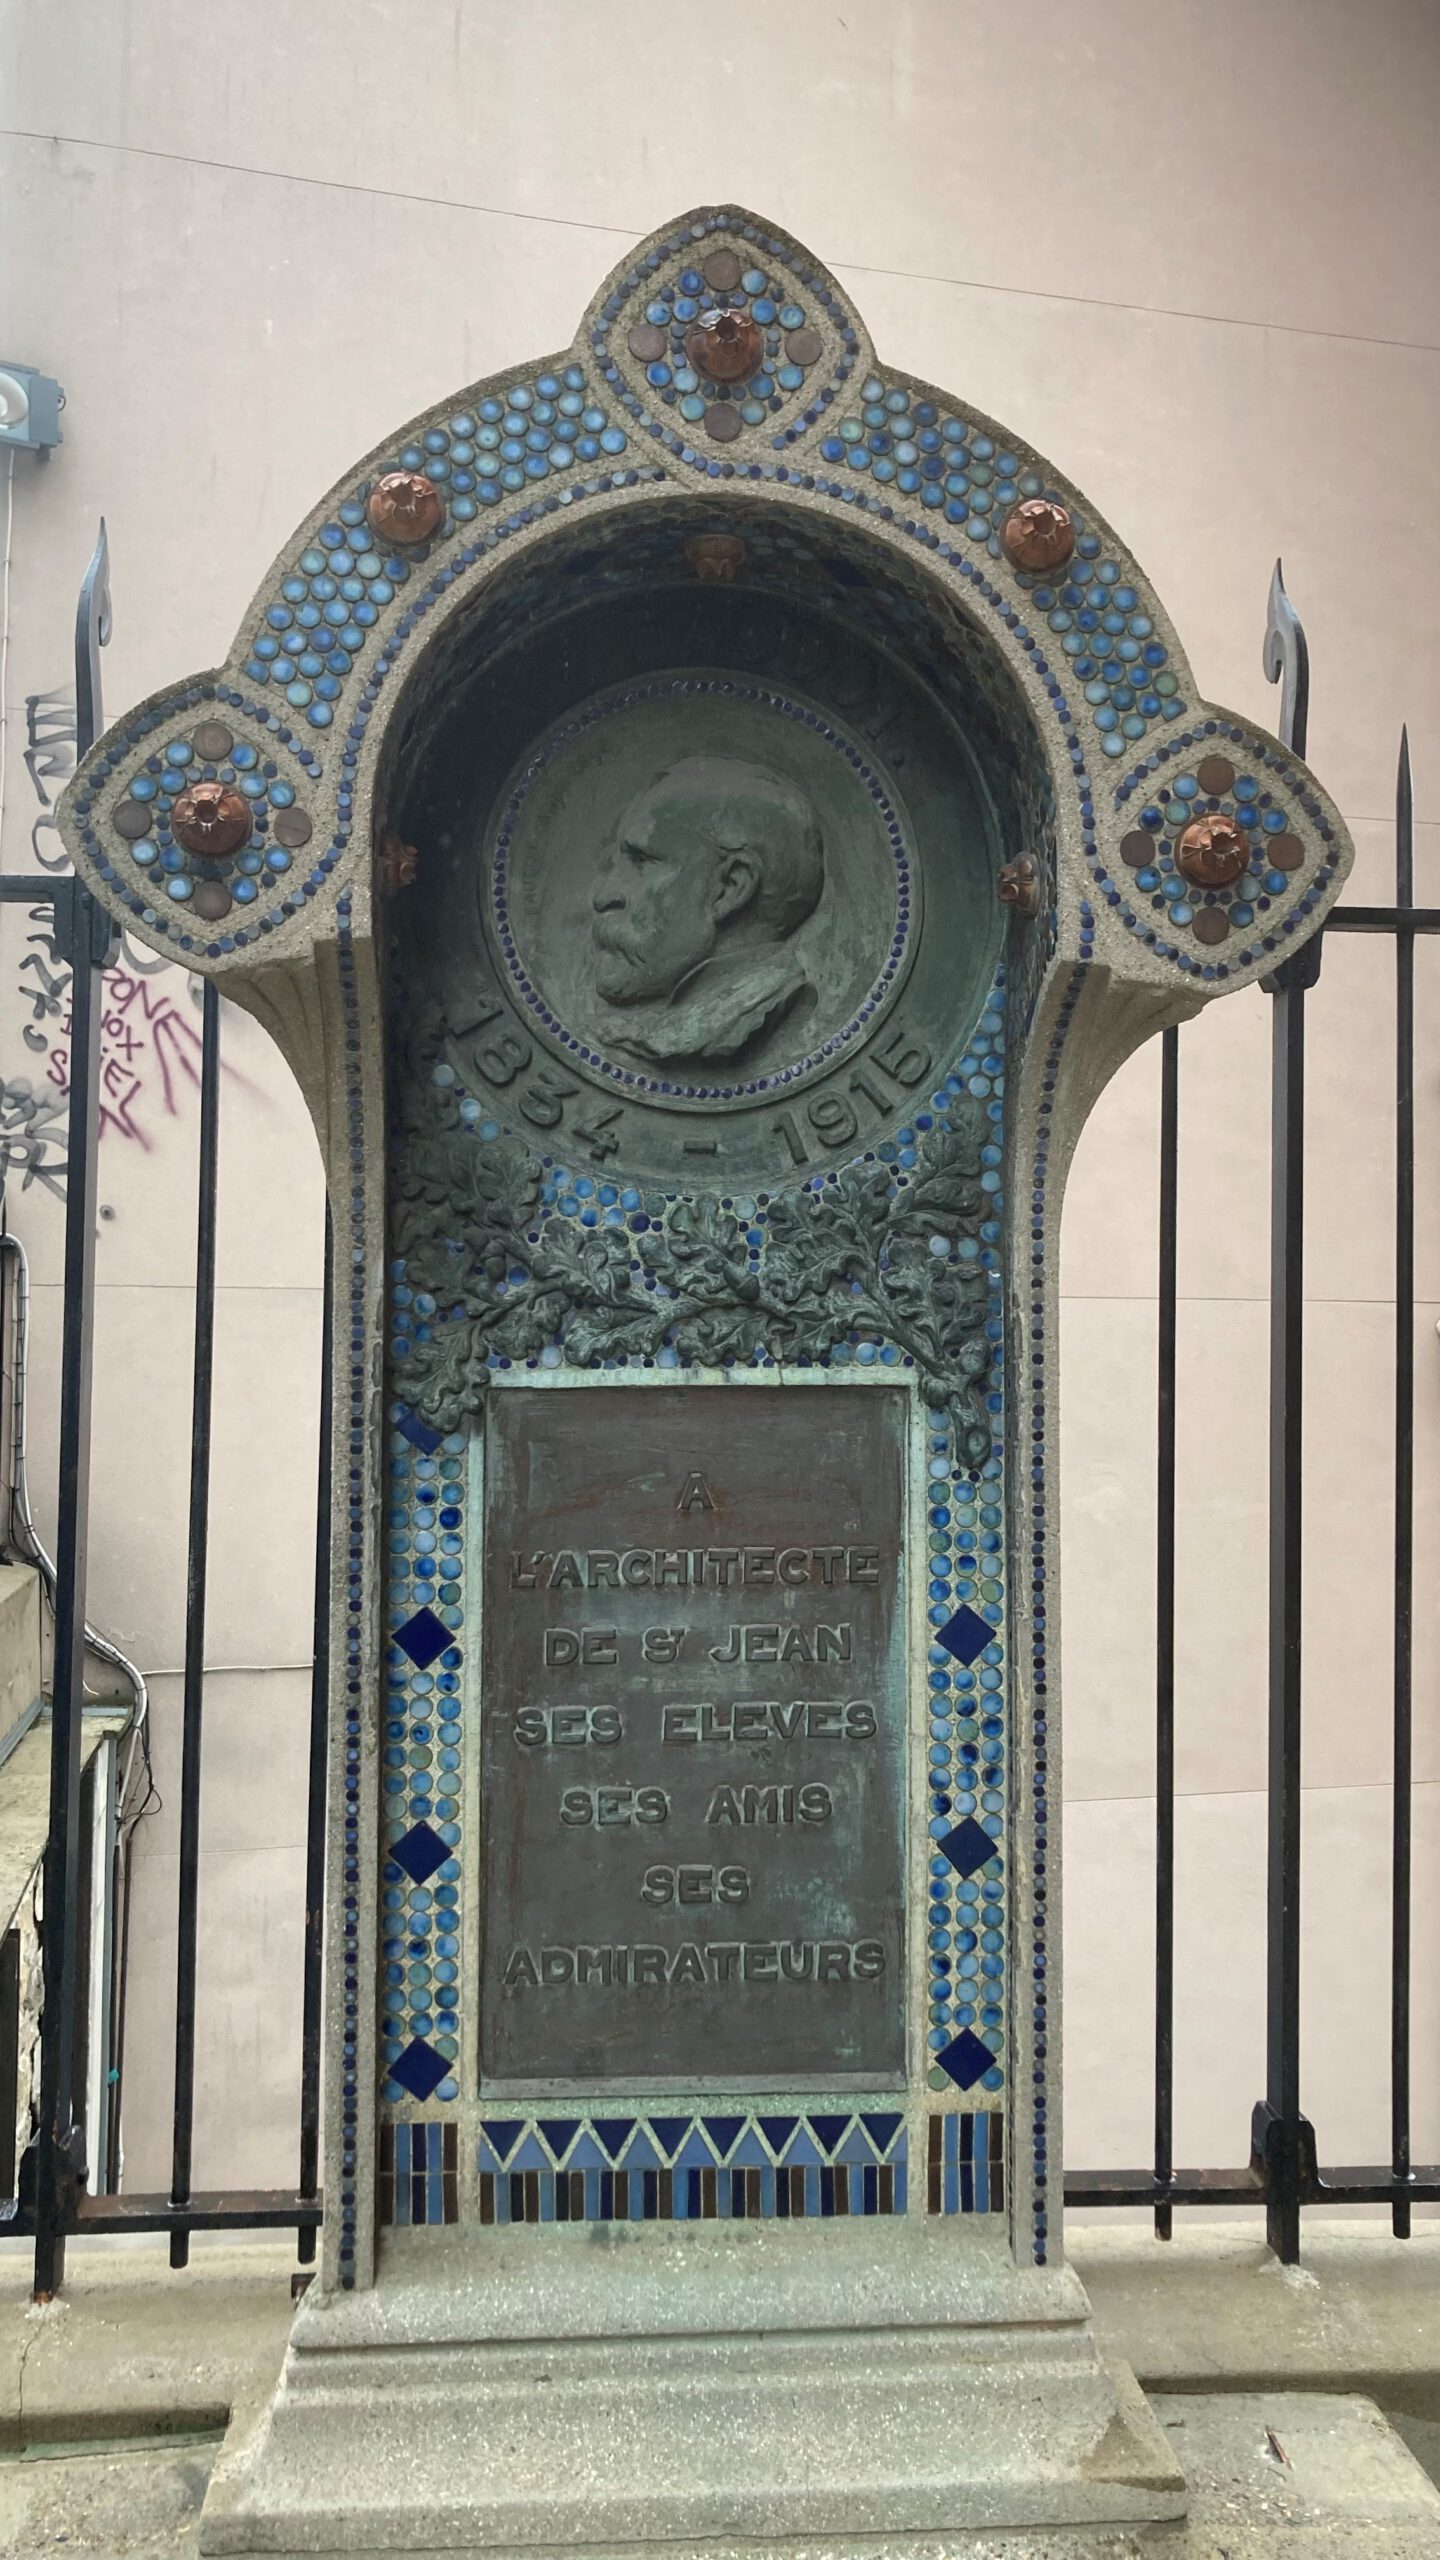 1834 - 1915
A
L'ARCHITECTE
DE ST JEAN
SES ELEVES
SES AMIS
SES
ADMIRATEURS